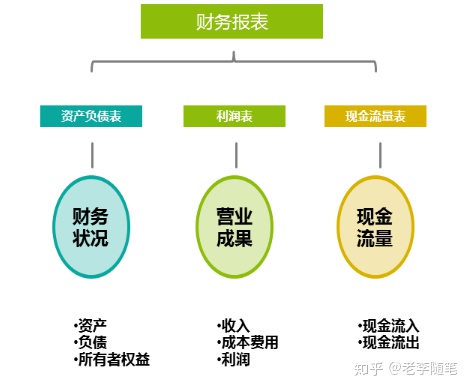 财务报表
资产负债表
利润表
现金流量表
财务
状况
营业
成果
现金
流量
•资产
•负债
•所有者权益
•收入
•成本费用
•利润
•现金流入
•现金流出
知乎 @老李随笔